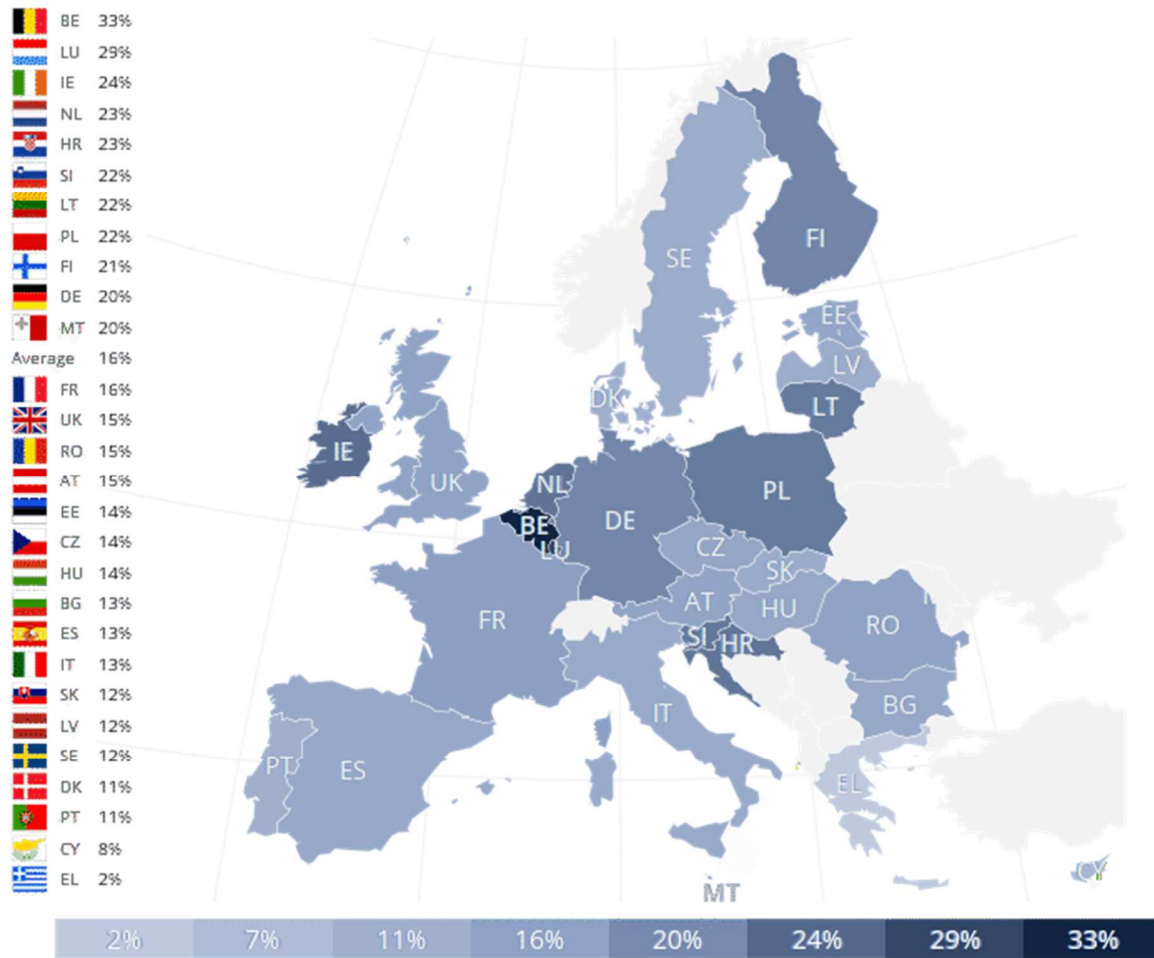 BE 33%
LU 29%
IE 24%
NL 23%
HR 23%
SI 22%
LT 22%
PL 22%
FI 21%
DE 20%
MT 20%
Average 16%
FR 16%
UK 15%
RO 15%
AT 15%
EE 14%
CZ 14%
HU 14%
BG 13%
ES 13%
IT 13%
SK 12%
LV 12%
SE 12%
DK 11%
PT 11%
CY 8%
EL 2%
FI
SE
EE
LV
DK
LT
IE
UK
NL
PL
BE
DE
LU
CZ
SK
AT
HU
FR
RO
SI
HR
BG
IT
PT
ES
EL
CY
MT
2% 7% 11% 16% 20% 24% 29% 33%